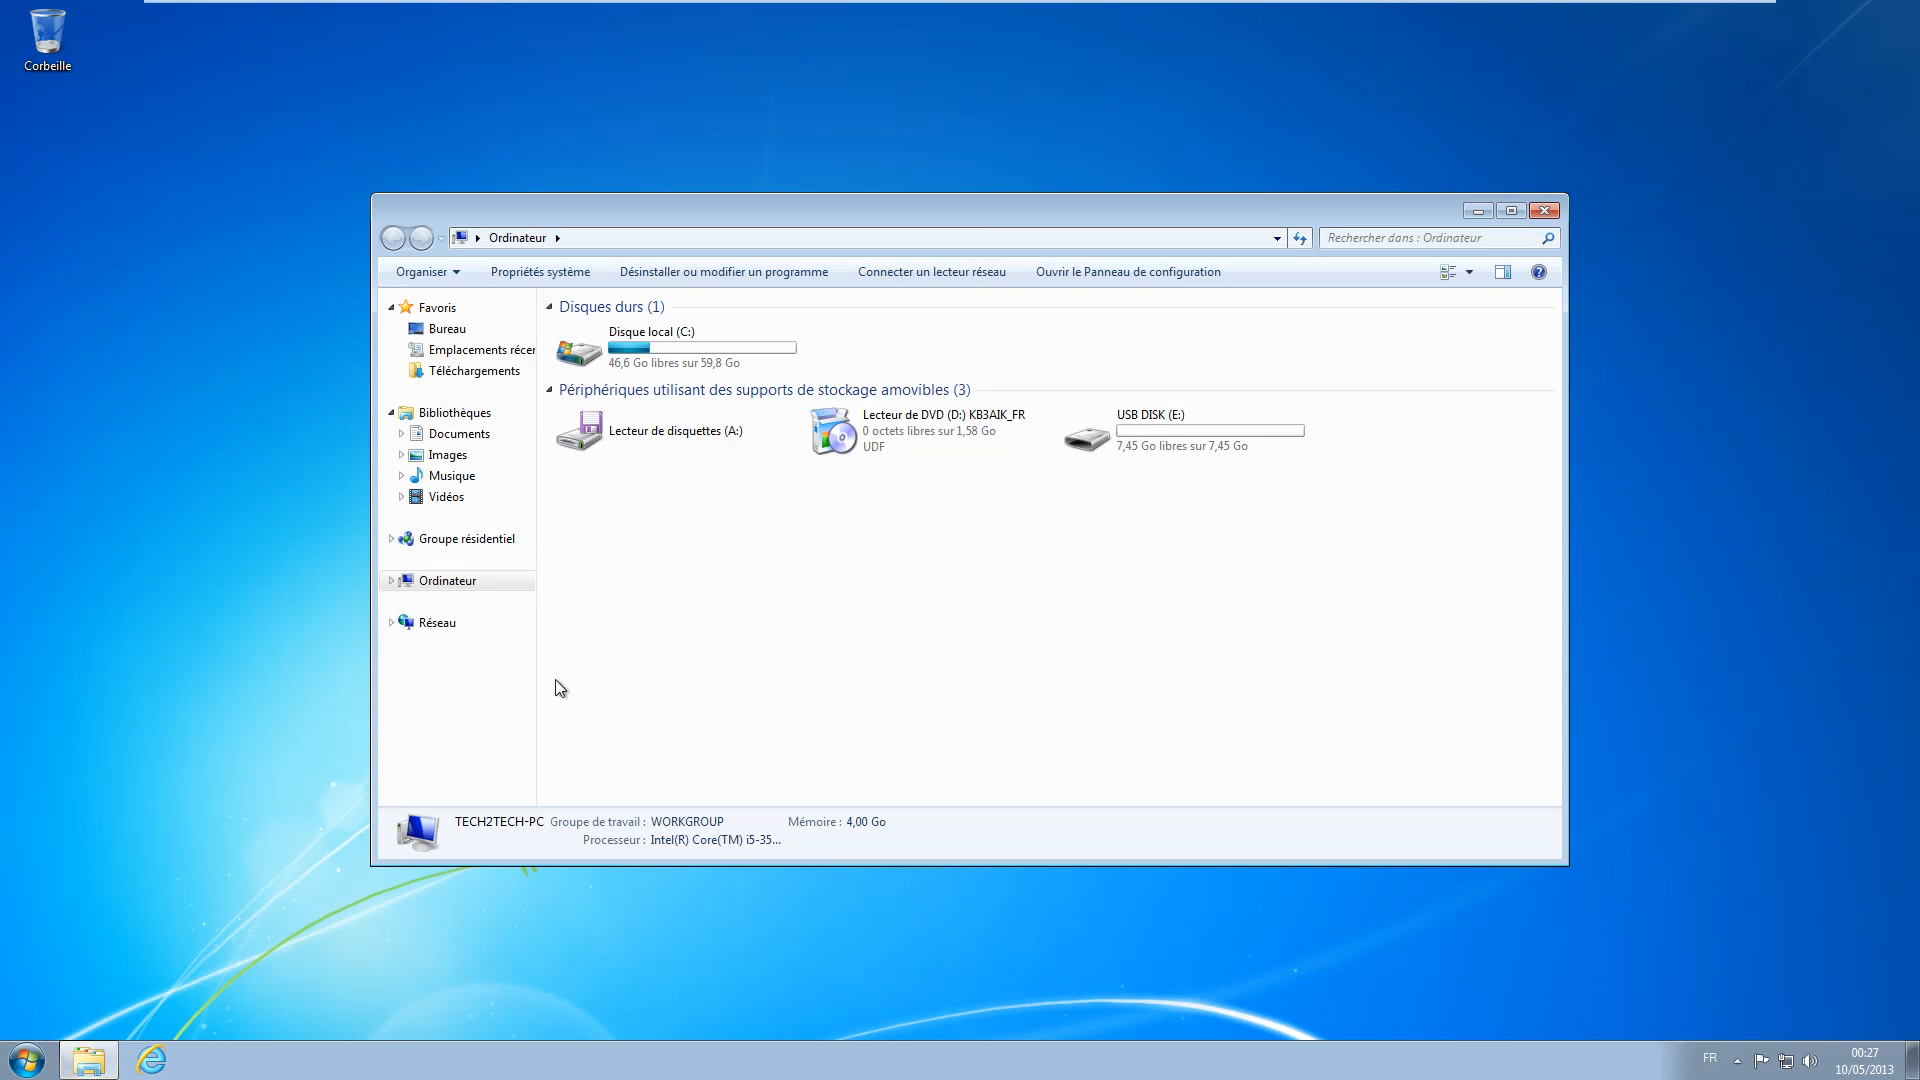 Corbeille
Ordinateur
Rechercher dans : Ordinateur
Organiser Propriétés système Désinstaller ou modifier un programme Connecter un lecteur réseau Ouvrir le Panneau de configuration
Favoris
Bureau
Emplacements récer
Téléchargements
Bibliothèques
Documents
Images
Musique
Vidéos
Groupe résidentiel
Ordinateur
Réseau
Disques durs (1)
Disque local (C:)
46,6 Go libres sur 59,8 Go
Périphériques utilisant des supports de stockage amovibles (3)
Lecteur de disquettes (A:)
Lecteur de DVD (D:) KB3AIK_FR
0 octets libres sur 1,58 Go
UDF
USB DISK (E:)
7,45 Go libres sur 7,45 Go
TECH2TECH-PC Groupe de travail : WORKGROUP Mémoire : 4,00 Go
Processeur : Intel(R) Core(TM) i5-35...
FR
00:27
10/05/2013